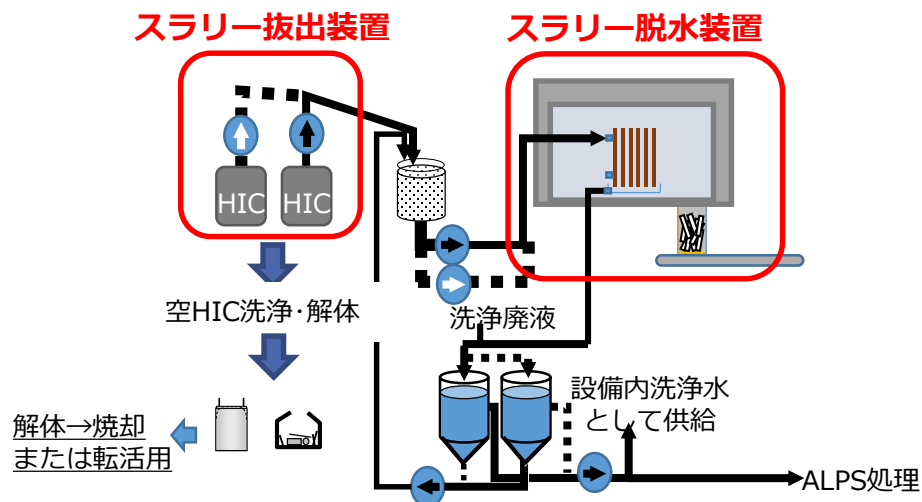 スラリー抜出装置
スラリー脱水装置
HIC
HIC
空HIC洗浄・解体
洗浄廃液
設備内洗浄水
として供給
解体→焼却
または転活用
ALPS処理